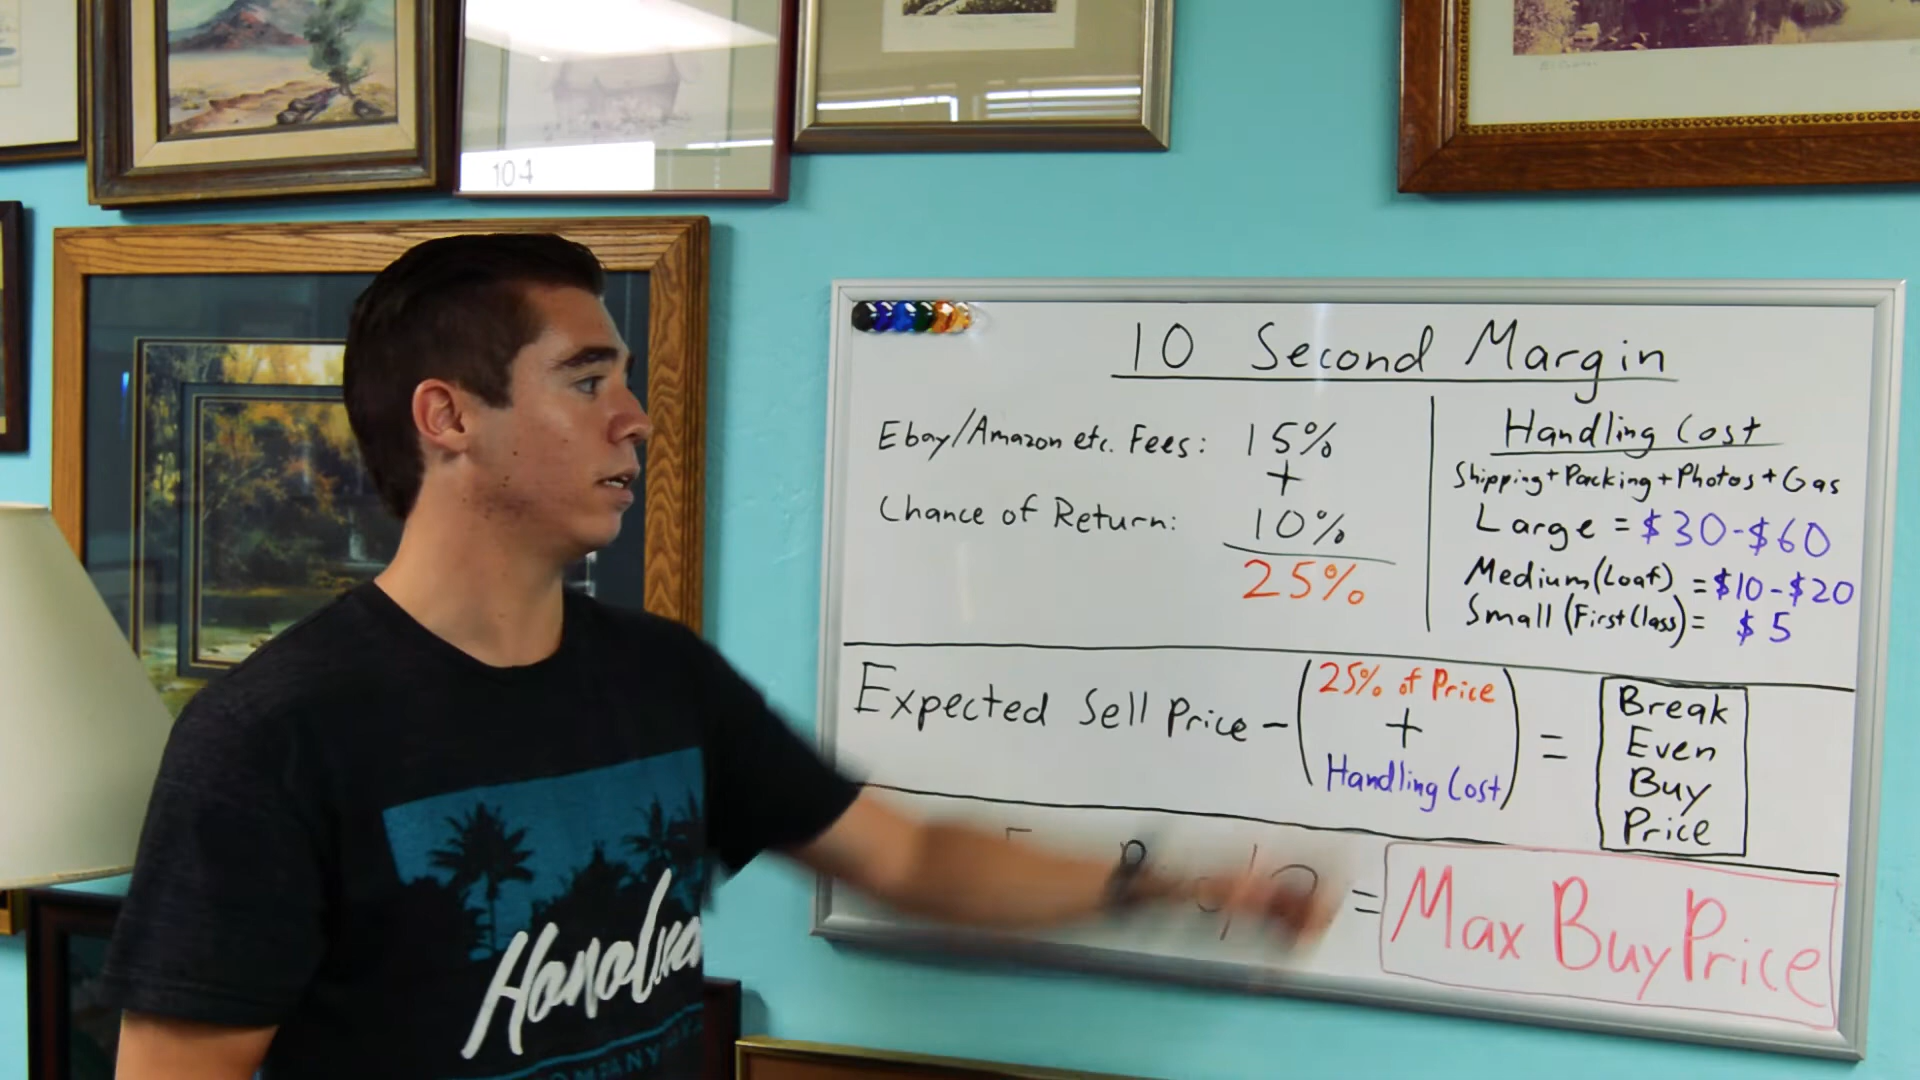 104
10 Second Margin
Ebay/Amazon etc. Fees: 15%
+
Chance of Return: 10%
25%
Handling Cost
Shipping+Packing+Photos+Gas
Large = $30-$60
Medium(Loaf) = $10-$20
Small (First Class) = $5
Expected Sell Price - (25% of Price + Handling Cost) =
Break
Even
Buy
Price
= Max Buy Price
Honolua